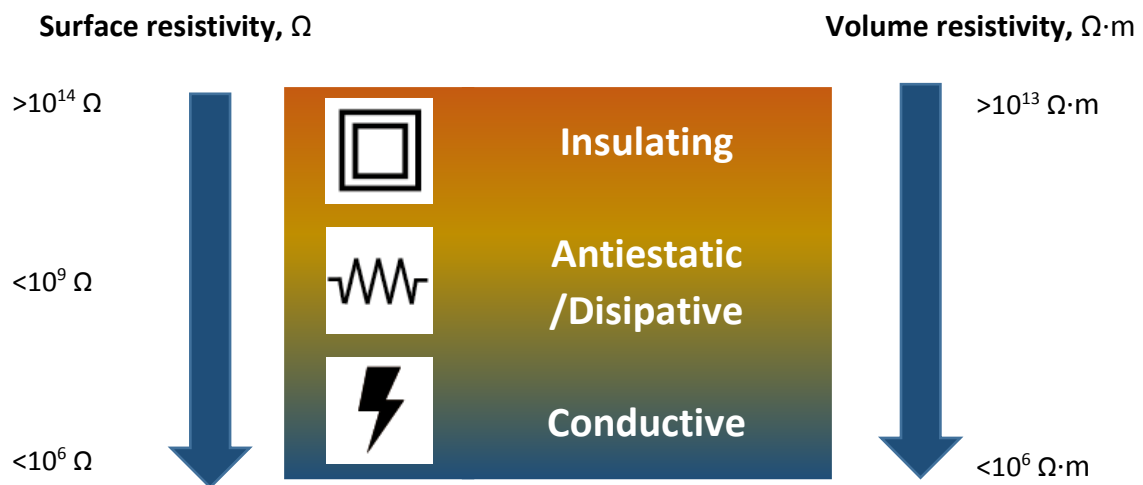 Surface resistivity, Ω
Volume resistivity, Ω·m
>10¹⁴ Ω
>10¹³ Ω·m
Insulating
<10⁹ Ω
Antiestatic
/Disipative
Conductive
<10⁶ Ω
<10⁶ Ω·m